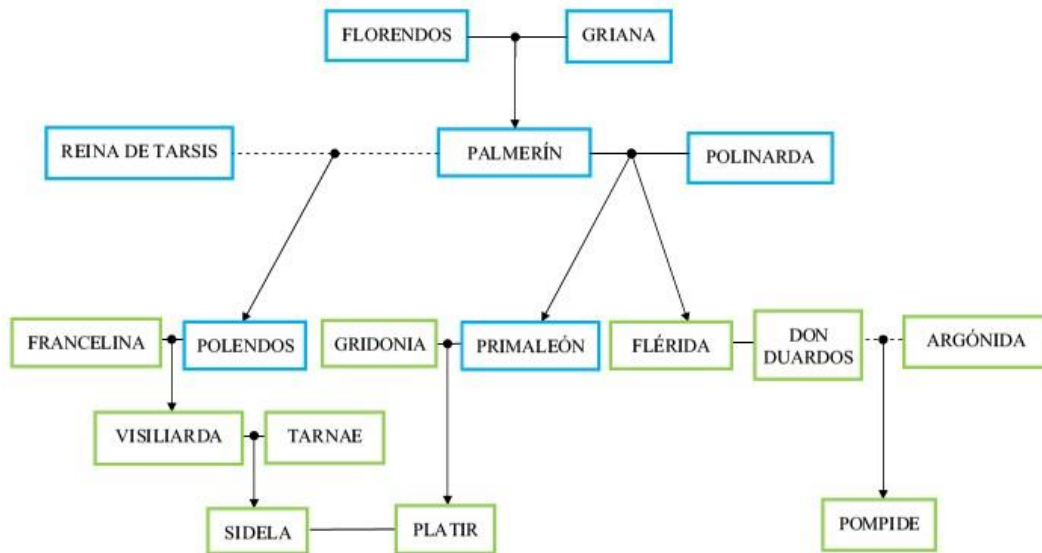 FLORENDOS
GRIANA
REINA DE TARSIS
PALMERÍN
POLINARDA
FRANCELINA
POLENDOS
GRIDONIA
PRIMALEÓN
FLÉRIDA
DON
DUARDOS
ARGÓNIDA
VISILIARDA
TARNAE
SIDELA
PLATIR
POMPIDE